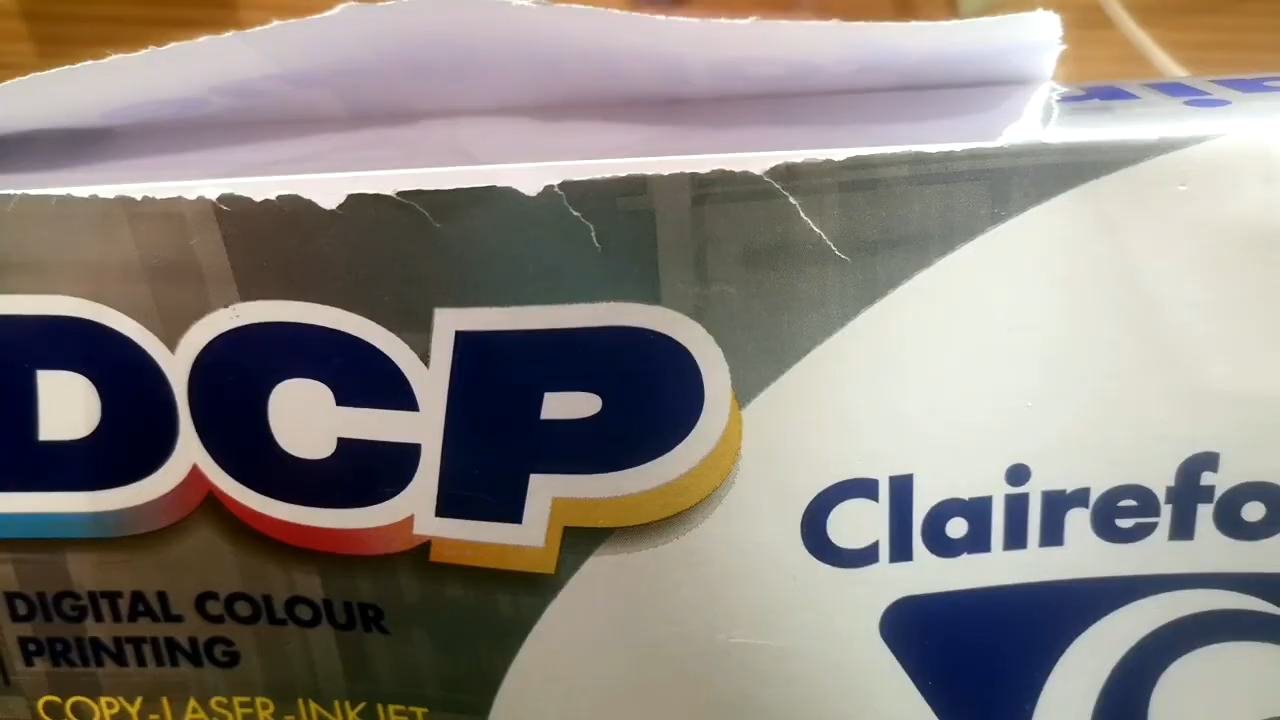 DCP
Clairefo
DIGITAL COLOUR
PRINTING
COPY-LASER-INKJET